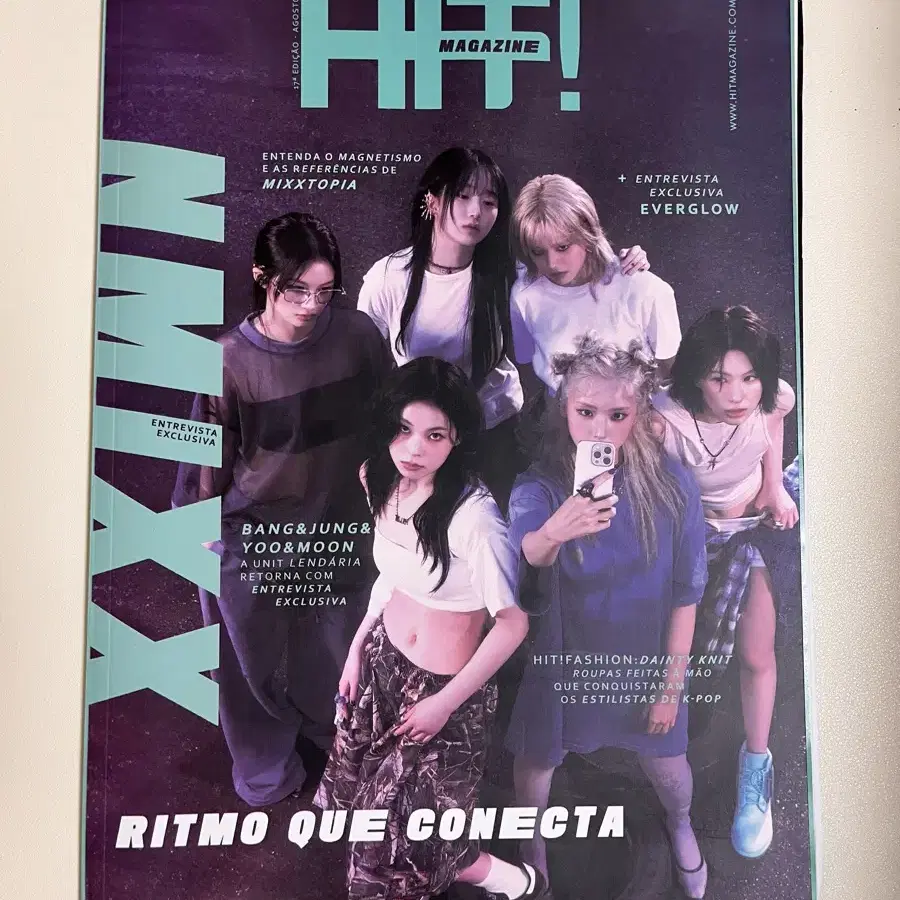 HIT!
MAGAZINE
17ª EDIÇÃO - AGOSTO
WWW.HITMAGAZINE.COM
ENTENDA O MAGNETISMO
E AS REFERÊNCIAS DE
MIXXTOPIA
+ ENTREVISTA
EXCLUSIVA
EVERGLOW
NMIXX
ENTREVISTA
EXCLUSIVA
BANG&JUNG&
YOO&MOON
A UNIT LENDÁRIA
RETORNA COM
ENTREVISTA
EXCLUSIVA
HIT!FASHION:DAINTY KNIT
ROUPAS FEITAS À MÃO
QUE CONQUISTARAM
OS ESTILISTAS DE K-POP
RITMO QUE CONECTA